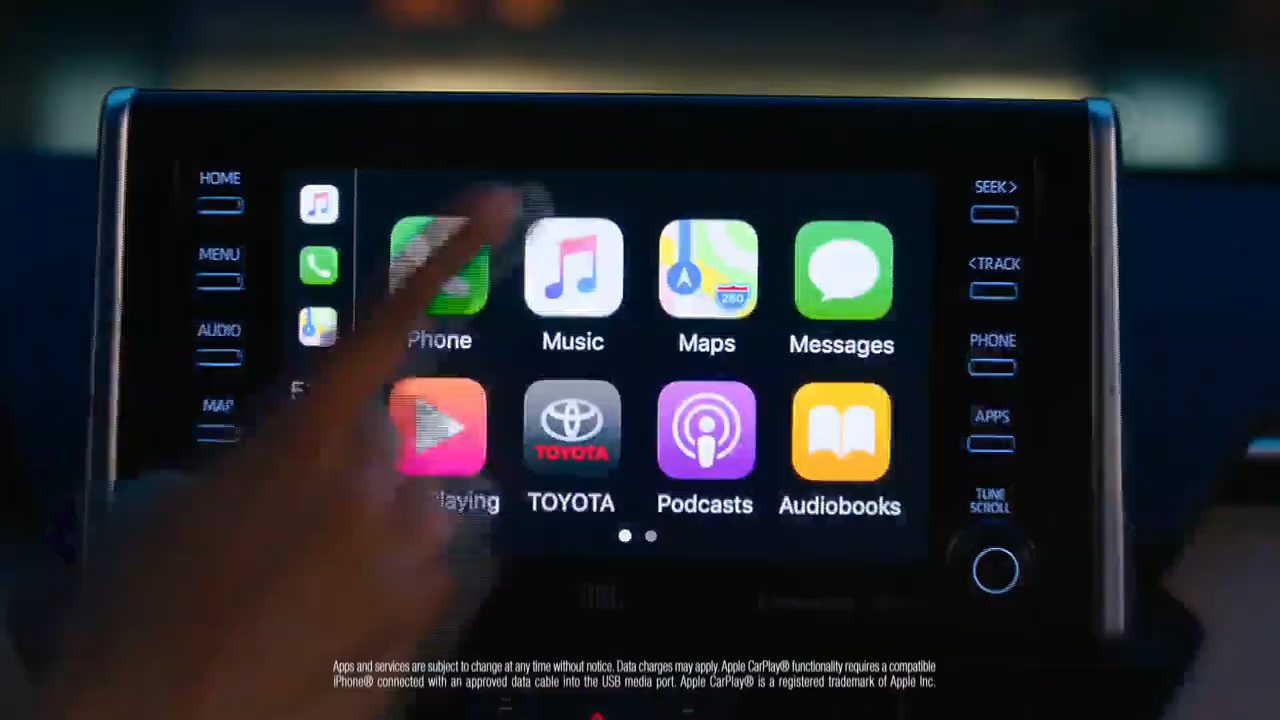 HOME
MENU
AUDIO
MAP
Phone
Music
Maps
280
Messages
laying
TOYOTA
TOYOTA
Podcasts
Audiobooks
SEEK>
<TRACK
PHONE
APPS
TUNE
SCROLL
JBL
Apps and services are subject to change at any time without notice. Data charges may apply. Apple CarPlay® functionality requires a compatible
iPhone® connected with an approved data cable into the USB media port. Apple CarPlay® is a registered trademark of Apple Inc.